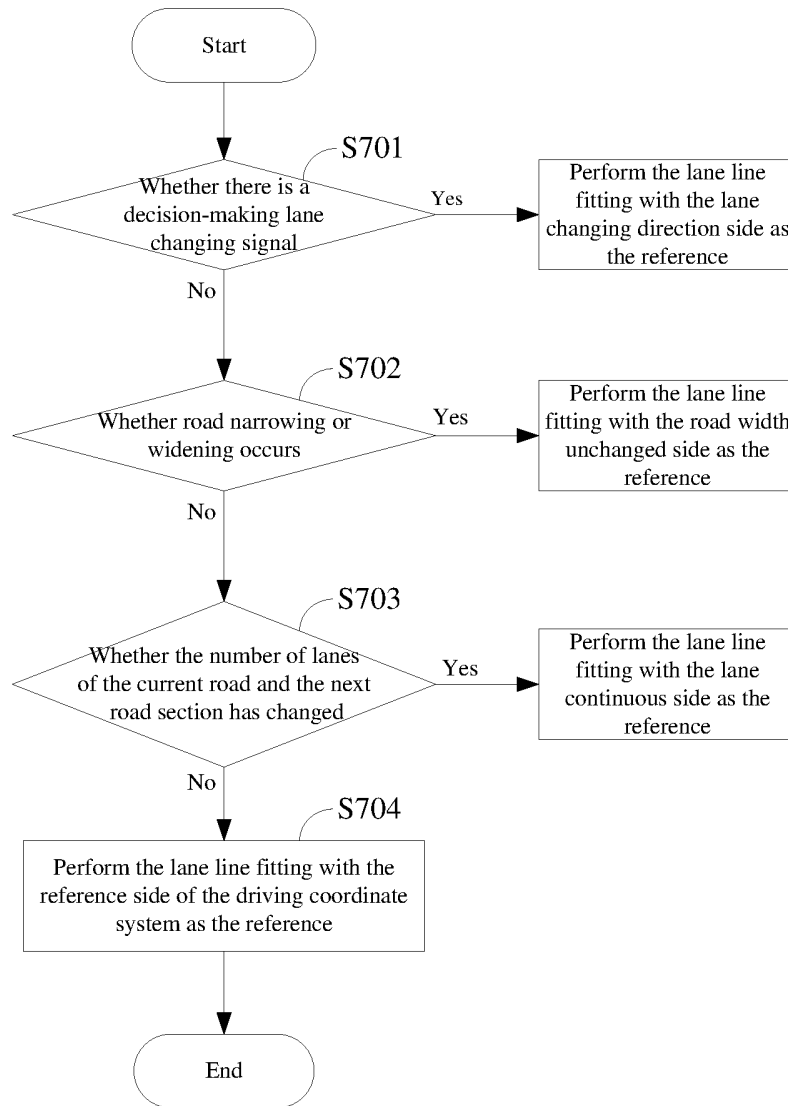 Start
S701
Whether there is a
decision-making lane
changing signal
Yes
Perform the lane line
fitting with the lane
changing direction side as
the reference
No
S702
Whether road narrowing or
widening occurs
Yes
Perform the lane line
fitting with the road width
unchanged side as the
reference
No
S703
Whether the number of lanes
of the current road and the next
road section has changed
Yes
Perform the lane line
fitting with the lane
continuous side as the
reference
No
S704
Perform the lane line fitting with the
reference side of the driving coordinate
system as the reference
End